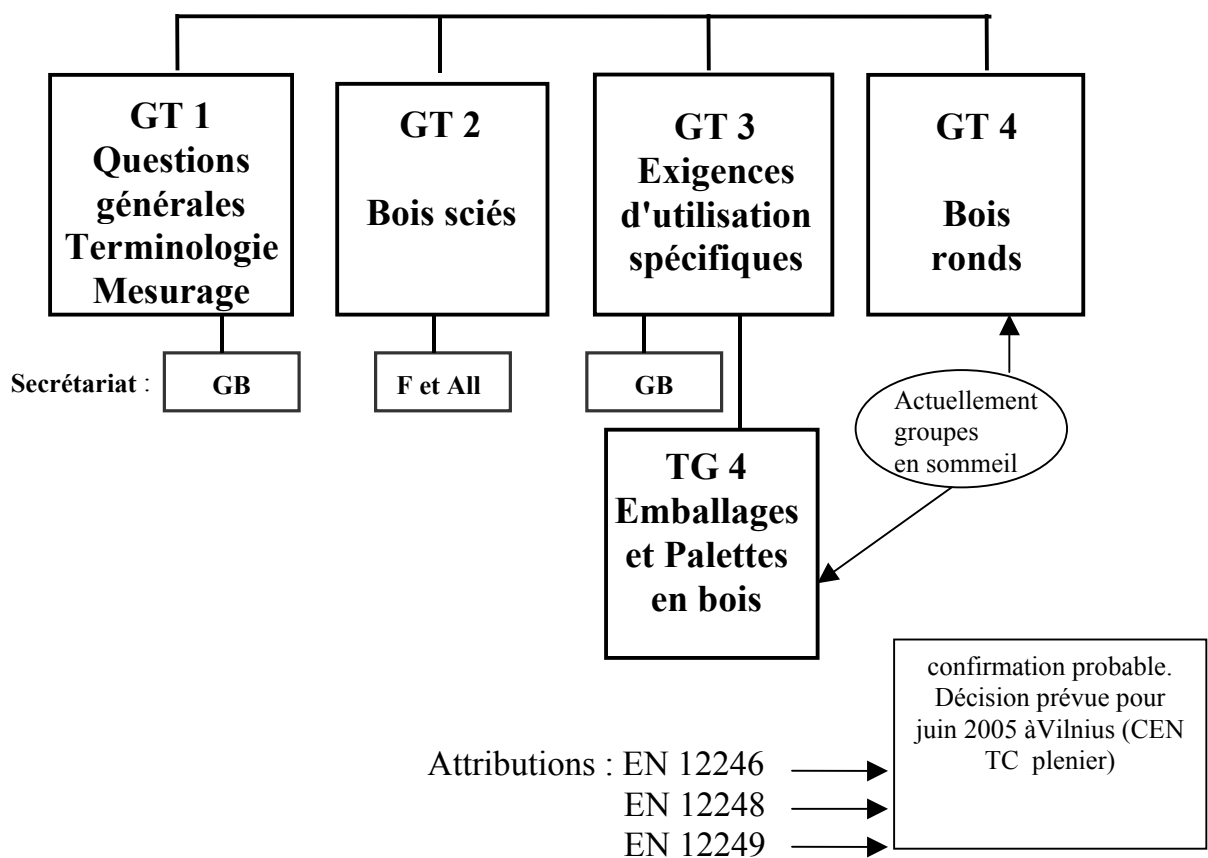 GT 1
Questions
générales
Terminologie
Mesurage
GT 2
Bois sciés
GT 3
Exigences
d'utilisation
spécifiques
GT 4
Bois
ronds
Secrétariat :
GB
F et All
GB
Actuellement
groupes
en sommeil
TG 4
Emballages
et Palettes
en bois
confirmation probable.
Décision prévue pour
juin 2005 àVilnius (CEN
TC plenier)
Attributions : EN 12246
EN 12248
EN 12249